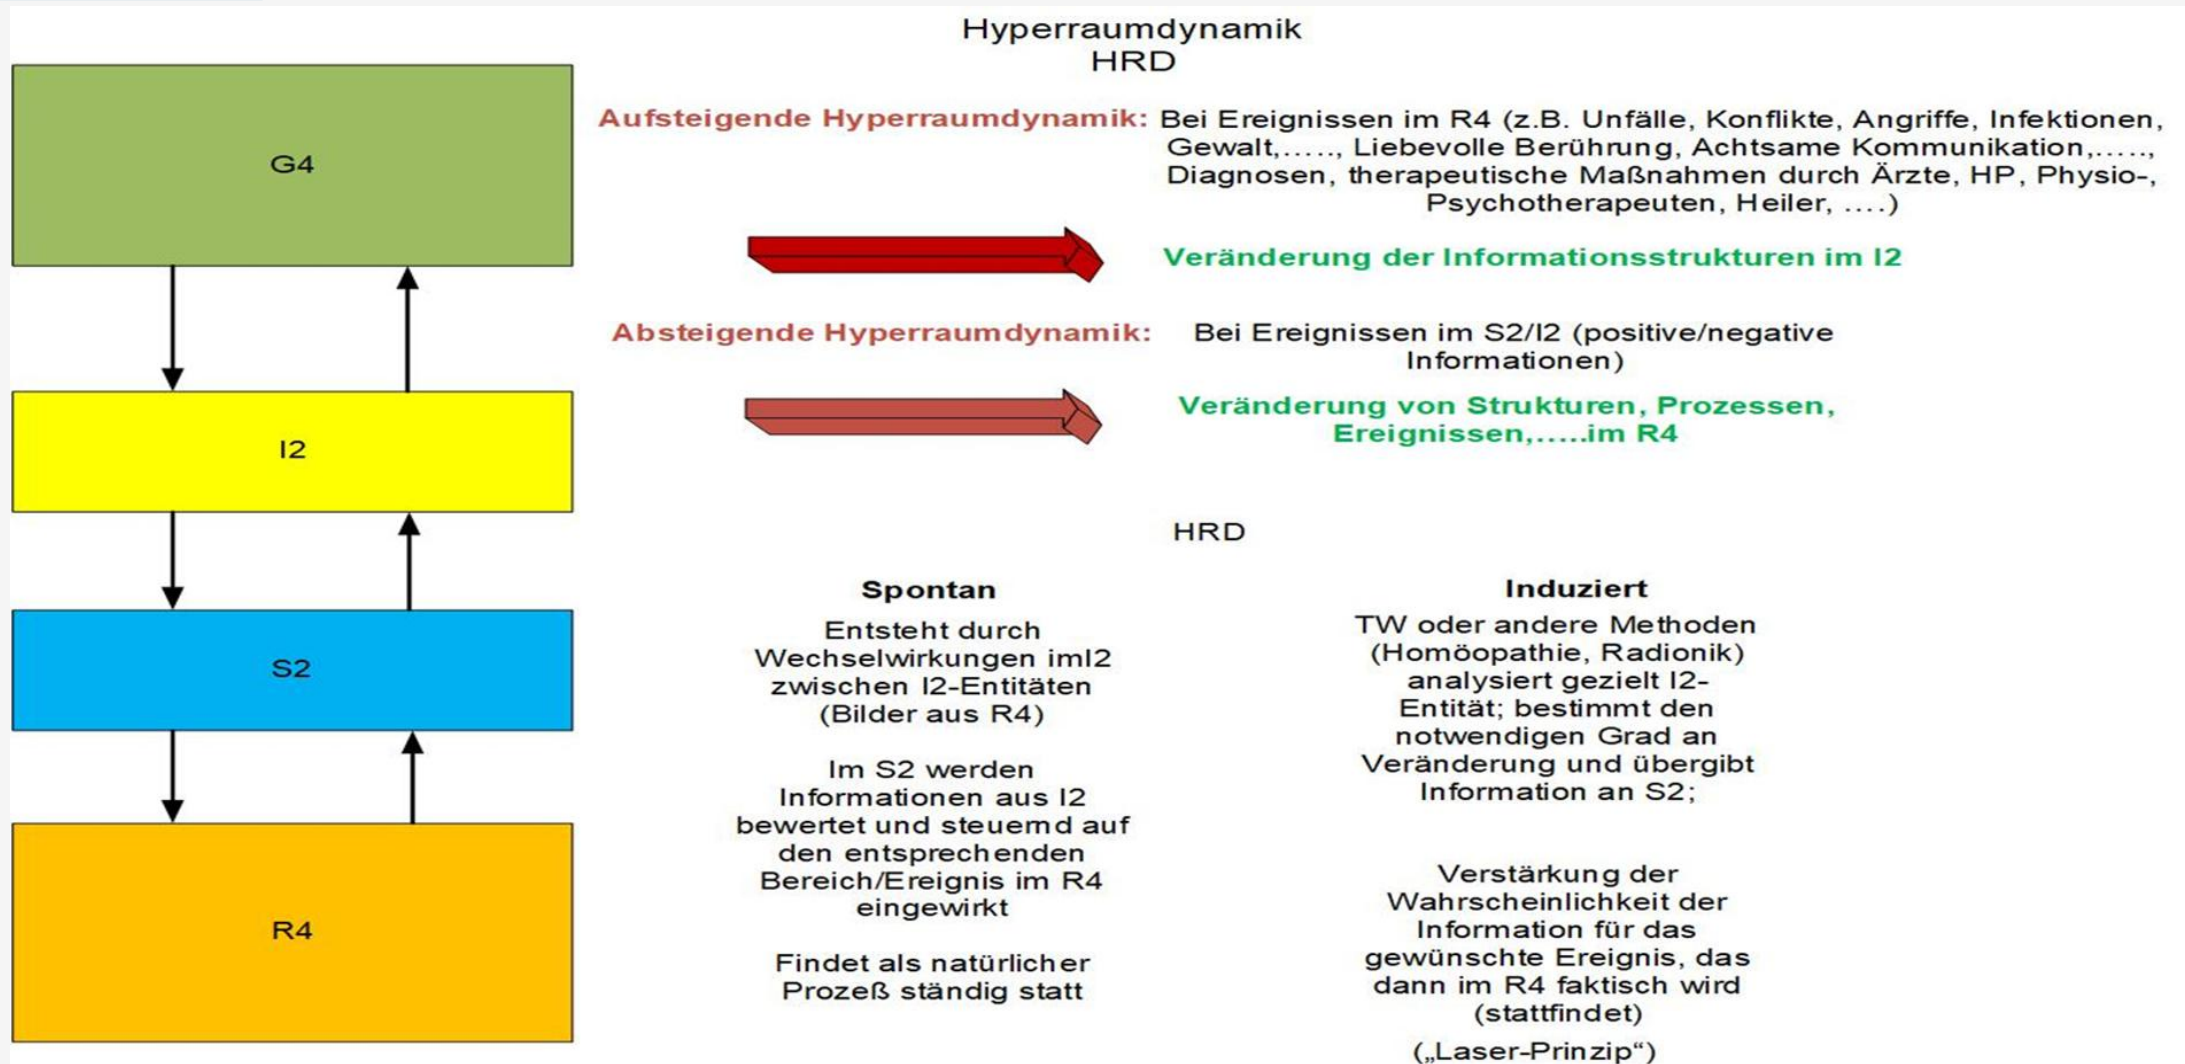 Hyperraumdynamik
HRD
G4
I2
S2
R4
Aufsteigende Hyperraumdynamik:
Bei Ereignissen im R4 (z.B. Unfälle, Konflikte, Angriffe, Infektionen,
Gewalt,....., Liebevolle Berührung, Achtsame Kommunikation,.....,
Diagnosen, therapeutische Maßnahmen durch Ärzte, HP, Physio-,
Psychotherapeuten, Heiler, ....)
Veränderung der Informationsstrukturen im I2
Absteigende Hyperraumdynamik:
Bei Ereignissen im S2/I2 (positive/negative
Informationen)
Veränderung von Strukturen, Prozessen,
Ereignissen,.....im R4
HRD
Spontan
Entsteht durch
Wechselwirkungen imI2
zwischen I2-Entitäten
(Bilder aus R4)
Im S2 werden
Informationen aus I2
bewertet und steuernd auf
den entsprechenden
Bereich/Ereignis im R4
eingewirkt
Findet als natürlicher
Prozeß ständig statt
Induziert
TW oder andere Methoden
(Homöopathie, Radionik)
analysiert gezielt I2-
Entität; bestimmt den
notwendigen Grad an
Veränderung und übergibt
Information an S2;
Verstärkung der
Wahrscheinlichkeit der
Information für das
gewünschte Ereignis, das
dann im R4 faktisch wird
(stattfindet)
(„Laser-Prinzip“)